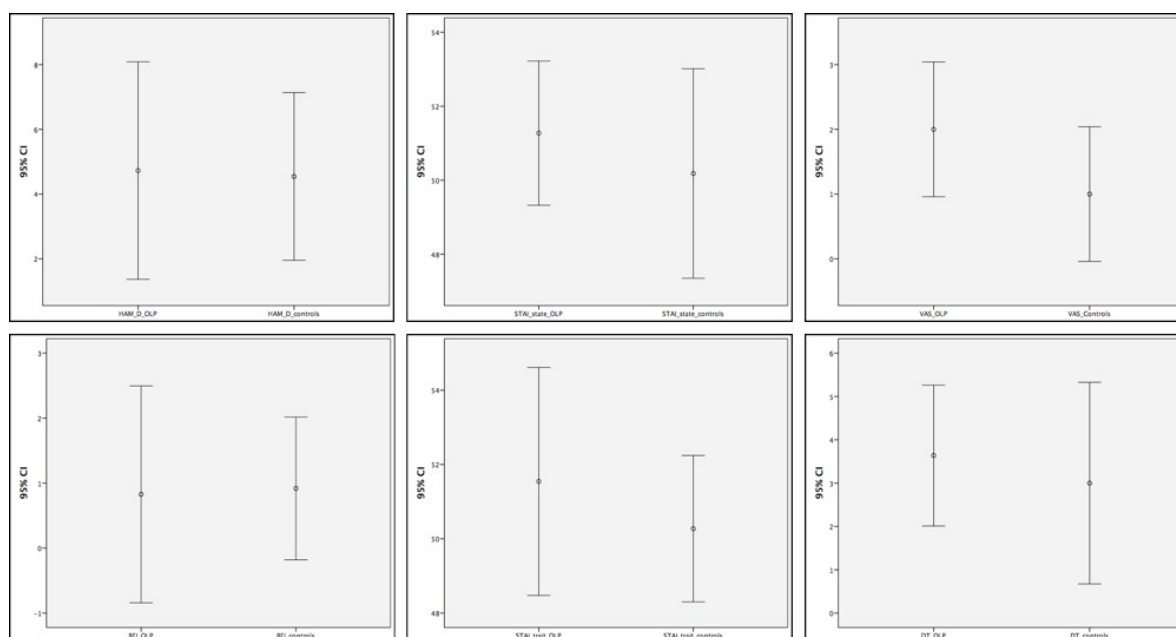 8
6
4
2
95% CI
HAM_D_OLP
HAM_D_controls
54
52
50
48
95% CI
STAI_state_OLP
STAI_state_controls
3
2
1
0
95% CI
VAS_OLP
VAS_Controls
3
2
1
0
-1
95% CI
54
52
50
48
95% CI
STAI_trait_OLP
STAI_trait_controls
6
5
4
3
2
1
0
95% CI
DT_OLP
DT_controls